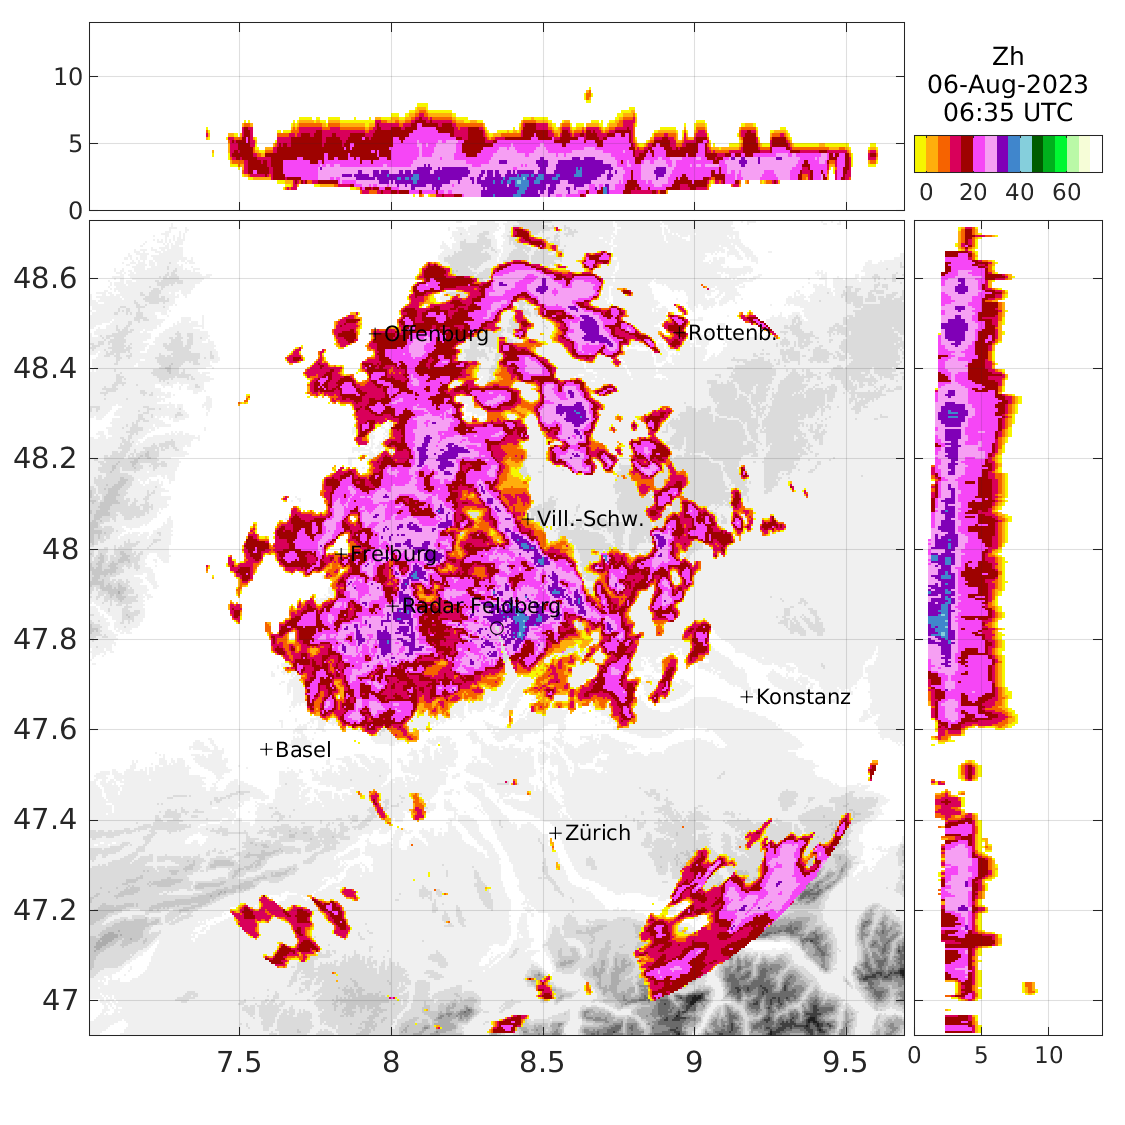 Zh
06-Aug-2023
06:35 UTC
10
5
0
0 20 40 60
48.6
48.4
48.2
48
47.8
47.6
47.4
47.2
47
Offenburg
Rottenb.
Vill.-Schw.
Freiburg
Radar Feldberg
Konstanz
Basel
Zürich
7.5 8 8.5 9 9.5
0 5 10